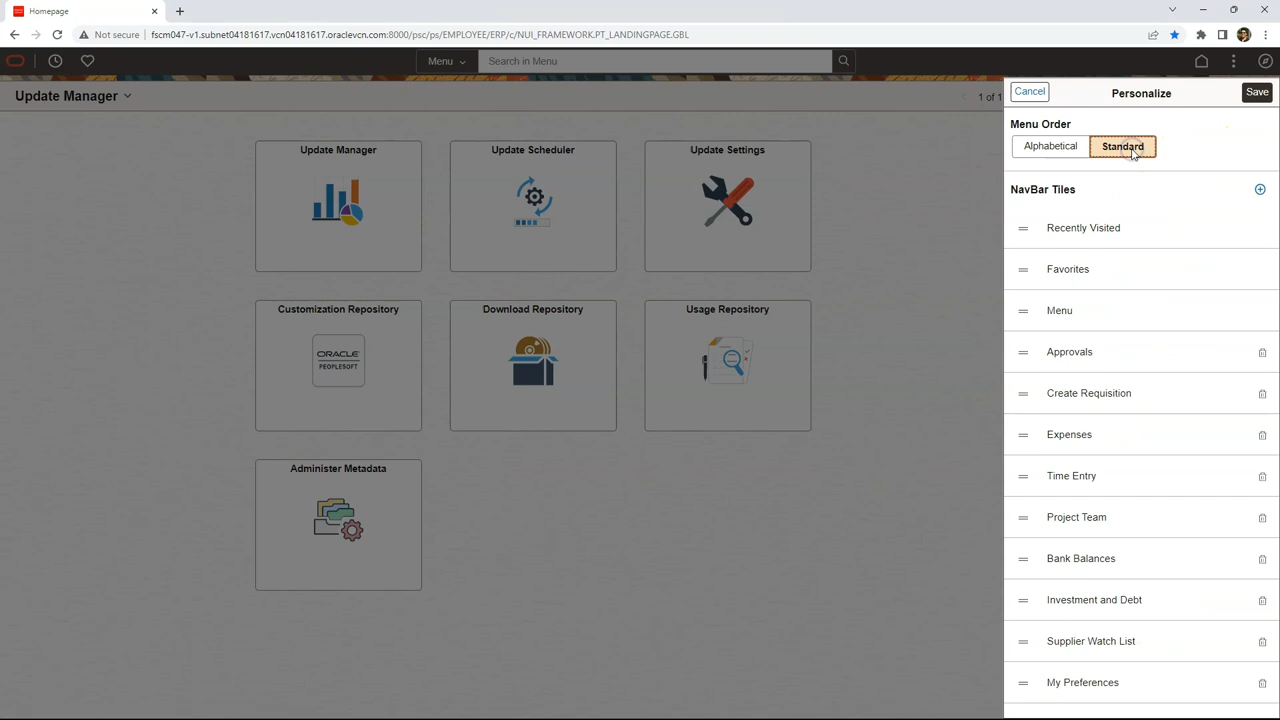 Homepage
Not secure
fscm047-v1.subnet04181617.vcn04181617.oraclevcn.com:8000/psc/ps/EMPLOYEE/ERP/c/NUI_FRAMEWORK.PT_LANDINGPAGE.GBL
Menu
Search in Menu
Update Manager
1 of 1
Cancel
Personalize
Save
Menu Order
Alphabetical
Standard
NavBar Tiles
Recently Visited
Favorites
Menu
Approvals
Create Requisition
Expenses
Time Entry
Project Team
Bank Balances
Investment and Debt
Supplier Watch List
My Preferences
Update Manager
Update Scheduler
Update Settings
Customization Repository
ORACLE
PEOPLESOFT
Download Repository
Usage Repository
Administer Metadata